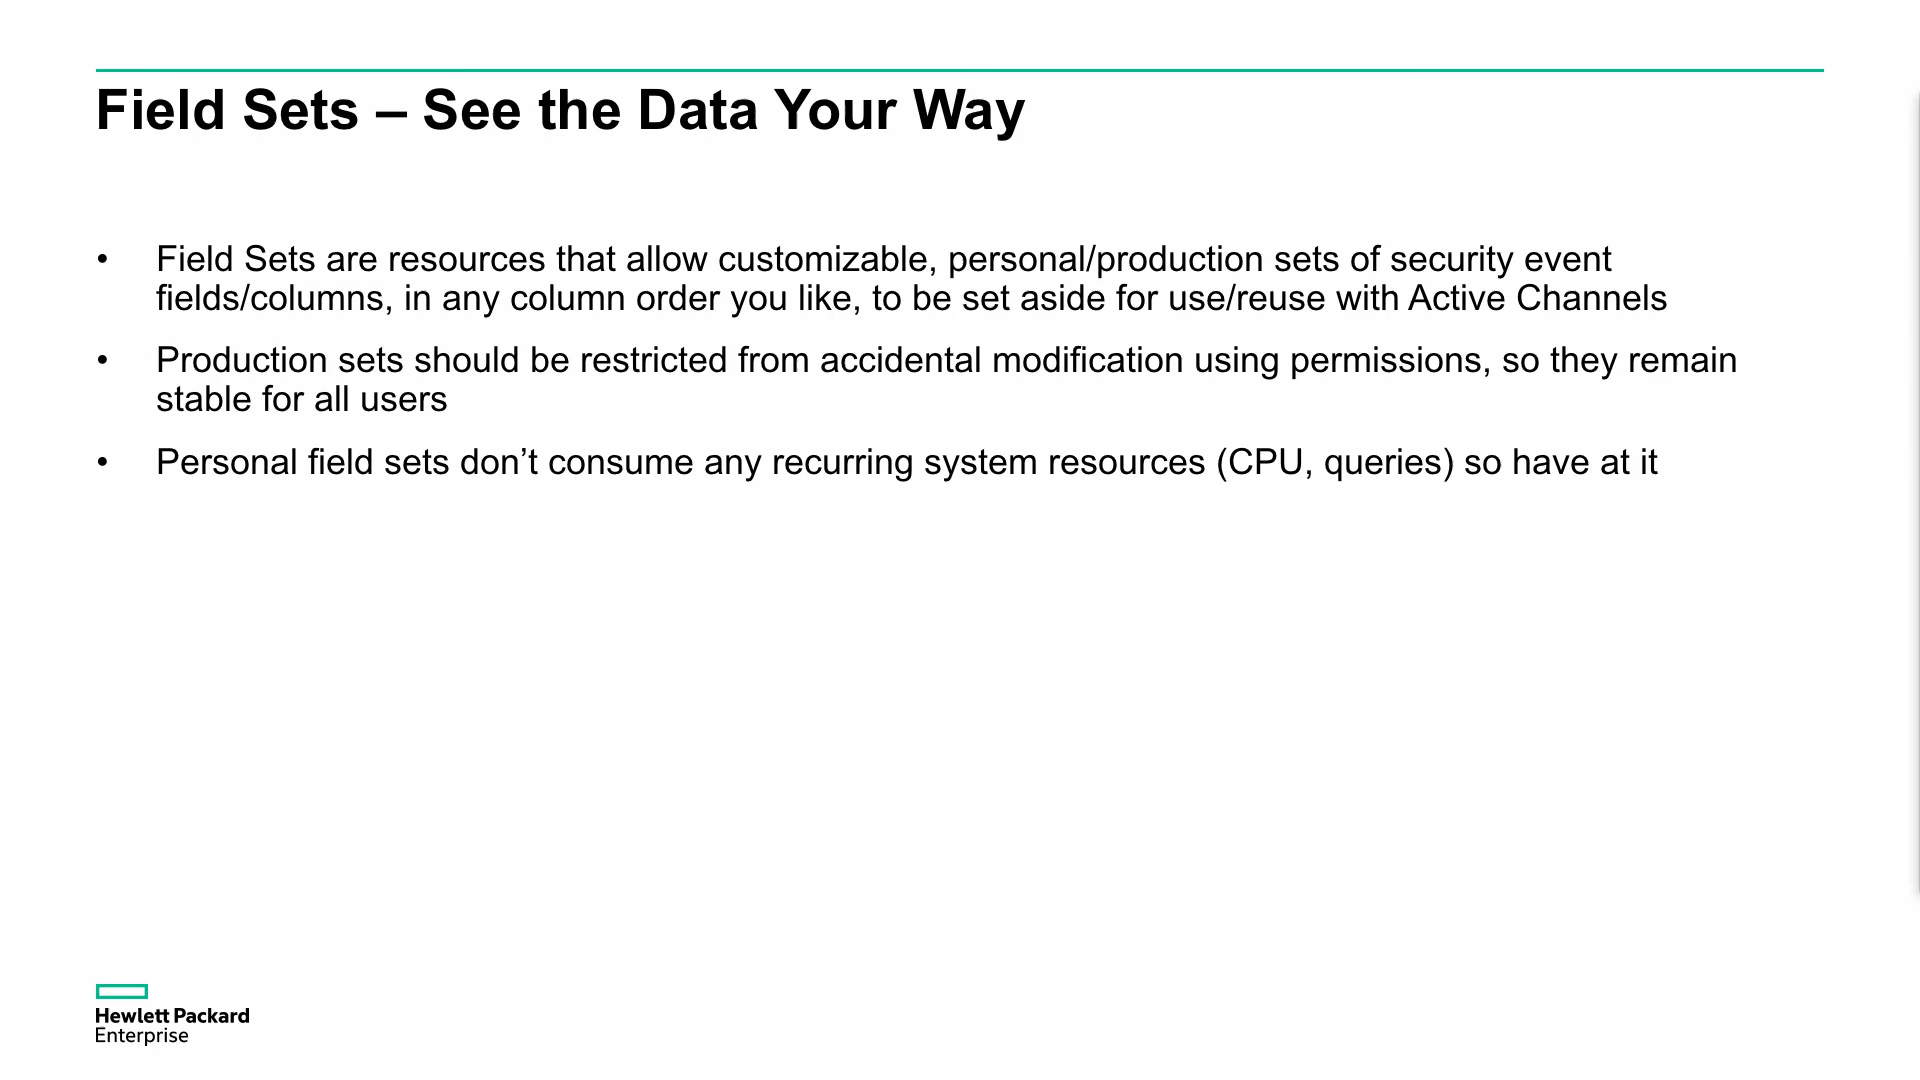 Field Sets – See the Data Your Way
• Field Sets are resources that allow customizable, personal/production sets of security event
fields/columns, in any column order you like, to be set aside for use/reuse with Active Channels
• Production sets should be restricted from accidental modification using permissions, so they remain
stable for all users
• Personal field sets don’t consume any recurring system resources (CPU, queries) so have at it
Hewlett Packard
Enterprise